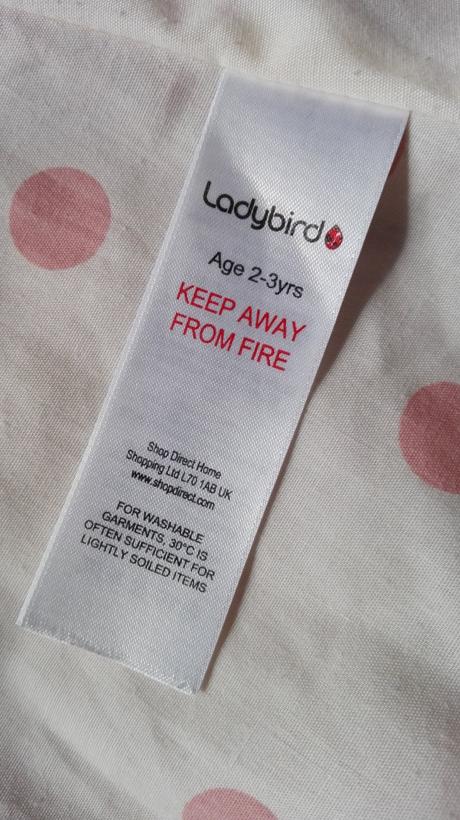 Ladybird
Age 2-3yrs
KEEP AWAY
FROM FIRE
Shop Direct Home
Shopping Ltd L70 1AB UK
www.shopdirect.com
FOR WASHABLE
GARMENTS, 30°C IS
OFTEN SUFFICIENT FOR
LIGHTLY SOILED ITEMS